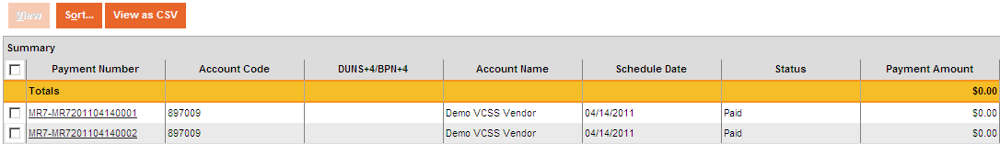 View Sort... View as CSV
Summary
Payment Number Account Code DUNS+4/BPN+4 Account Name Schedule Date Status Payment Amount
Totals $0.00
MR7-MR7201104140001 897009 Demo VCSS Vendor 04/14/2011 Paid $0.00
MR7-MR7201104140002 897009 Demo VCSS Vendor 04/14/2011 Paid $0.00